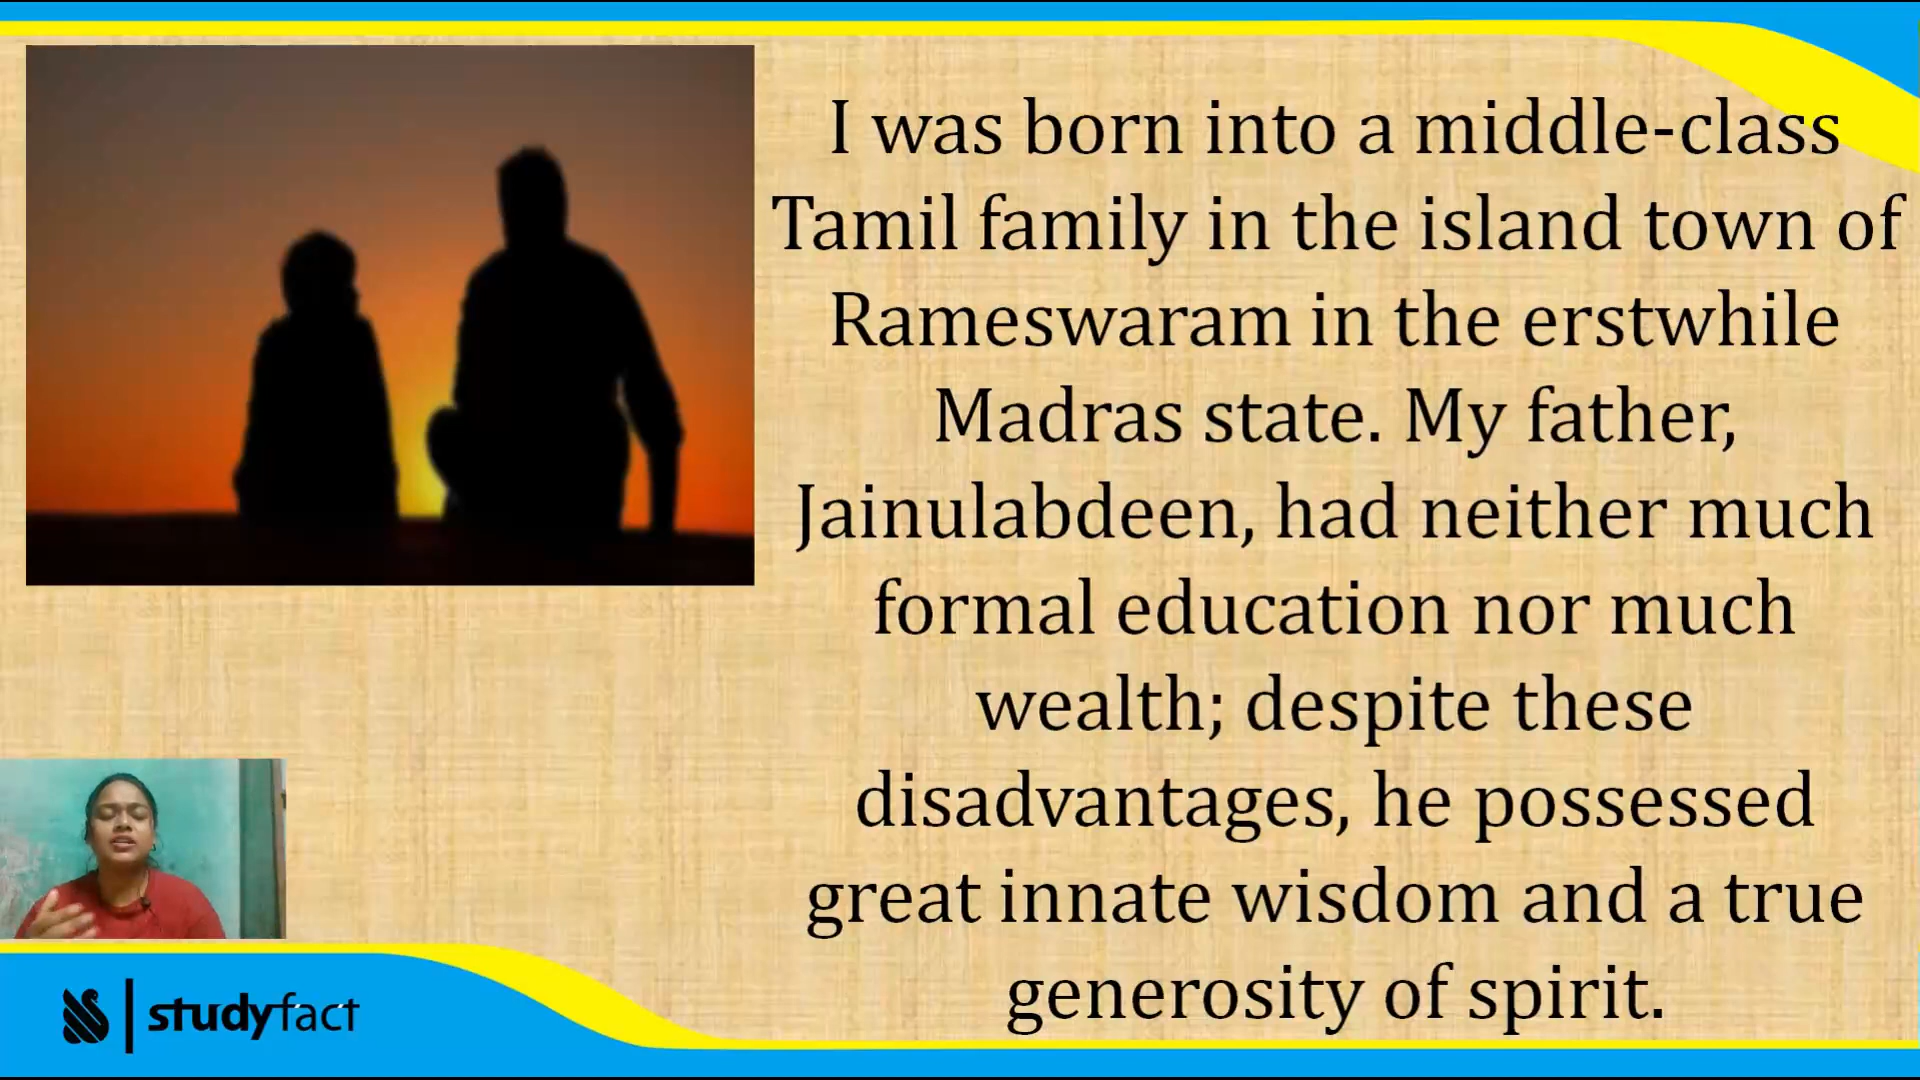 I was born into a middle-class
Tamil family in the island town of
Rameswaram in the erstwhile
Madras state. My father,
Jainulabdeen, had neither much
formal education nor much
wealth; despite these
disadvantages, he possessed
great innate wisdom and a true
generosity of spirit.
studyfact